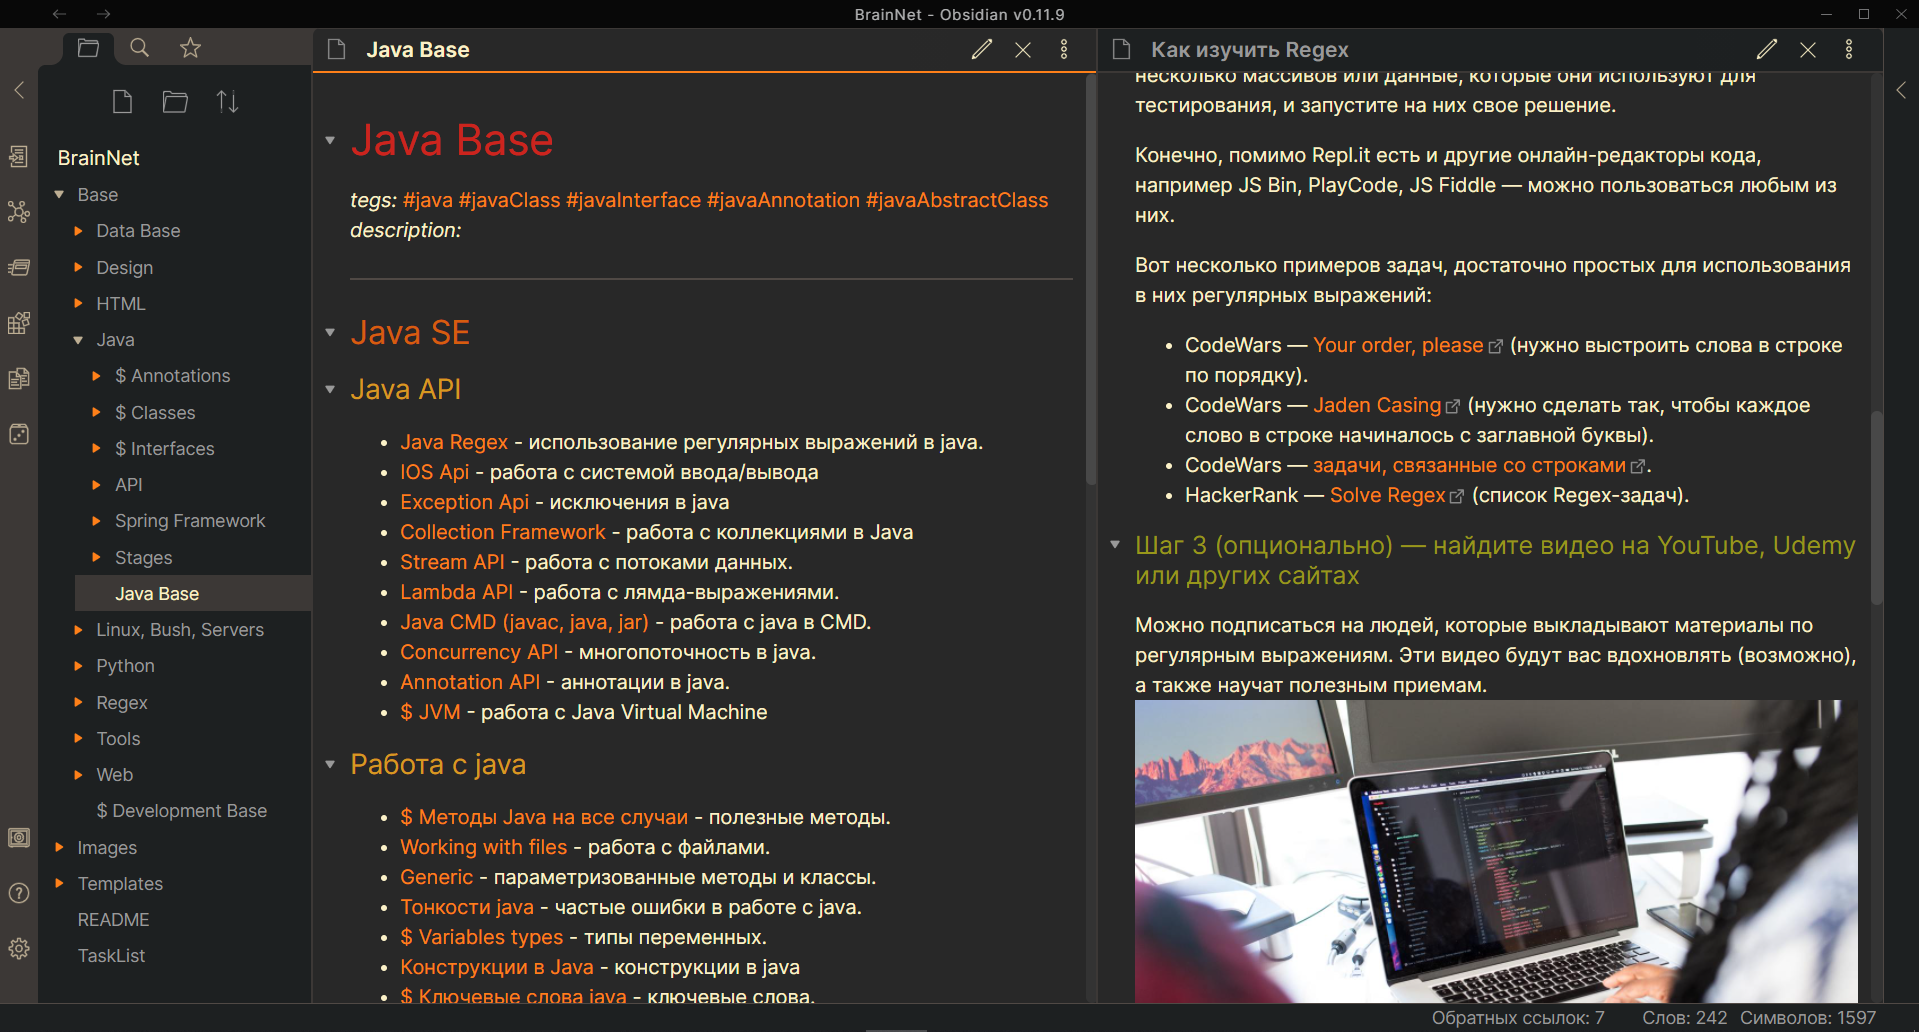 BrainNet - Obsidian v0.11.9
BrainNet
Base
Data Base
Design
HTML
Java
$ Annotations
$ Classes
$ Interfaces
API
Spring Framework
Stages
Java Base
Linux, Bush, Servers
Python
Regex
Tools
Web
$ Development Base
Images
Templates
README
TaskList
Java Base
Java Base
tegs: #java #javaClass #javaInterface #javaAnnotation #javaAbstractClass
description:
Java SE
Java API
Java Regex - использование регулярных выражений в java.
IOS Api - работа с системой ввода/вывода
Exception Api - исключения в java
Collection Framework - работа с коллекциями в Java
Stream API - работа с потоками данных.
Lambda API - работа с лямда-выражениями.
Java CMD (javac, java, jar) - работа с java в CMD.
Concurrency API - многопоточность в java.
Annotation API - аннотации в java.
$ JVM - работа с Java Virtual Machine
Работа с java
$ Методы Java на все случаи - полезные методы.
Working with files - работа с файлами.
Generic - параметризованные методы и классы.
Тонкости java - частые ошибки в работе с java.
$ Variables types - типы переменных.
Конструкции в Java - конструкции в java
$ Ключевые слова java - ключевые слова.
Как изучить Regex
несколько массивов или данные, которые они используют для
тестирования, и запустите на них свое решение.
Конечно, помимо Repl.it есть и другие онлайн-редакторы кода,
например JS Bin, PlayCode, JS Fiddle — можно пользоваться любым из
них.
Вот несколько примеров задач, достаточно простых для использования
в них регулярных выражений:
CodeWars — Your order, please (нужно выстроить слова в строке
по порядку).
CodeWars — Jaden Casing (нужно сделать так, чтобы каждое
слово в строке начиналось с заглавной буквы).
CodeWars — задачи, связанные со строками.
HackerRank — Solve Regex (список Regex-задач).
Шаг 3 (опционально) — найдите видео на YouTube, Udemy
или других сайтах
Можно подписаться на людей, которые выкладывают материалы по
регулярным выражениям. Эти видео будут вас вдохновлять (возможно),
а также научат полезным приемам.
Обратных ссылок: 7 Слов: 242 Символов: 1597